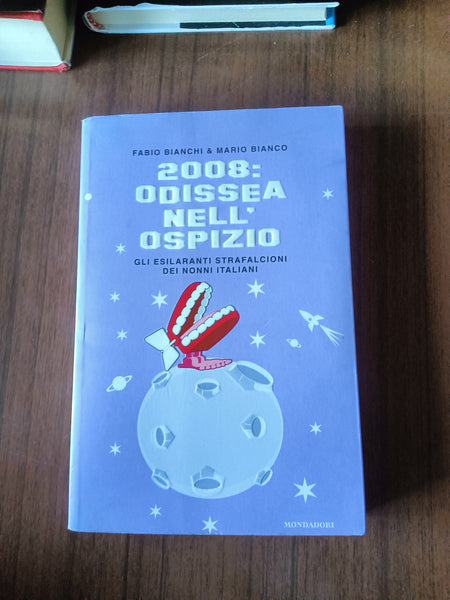 FABIO BIANCHI & MARIO BIANCO
2008:
ODISSEA
NELL'
OSPIZIO
GLI ESILARANTI STRAFALCIONI
DEI NONNI ITALIANI
MONDADORI